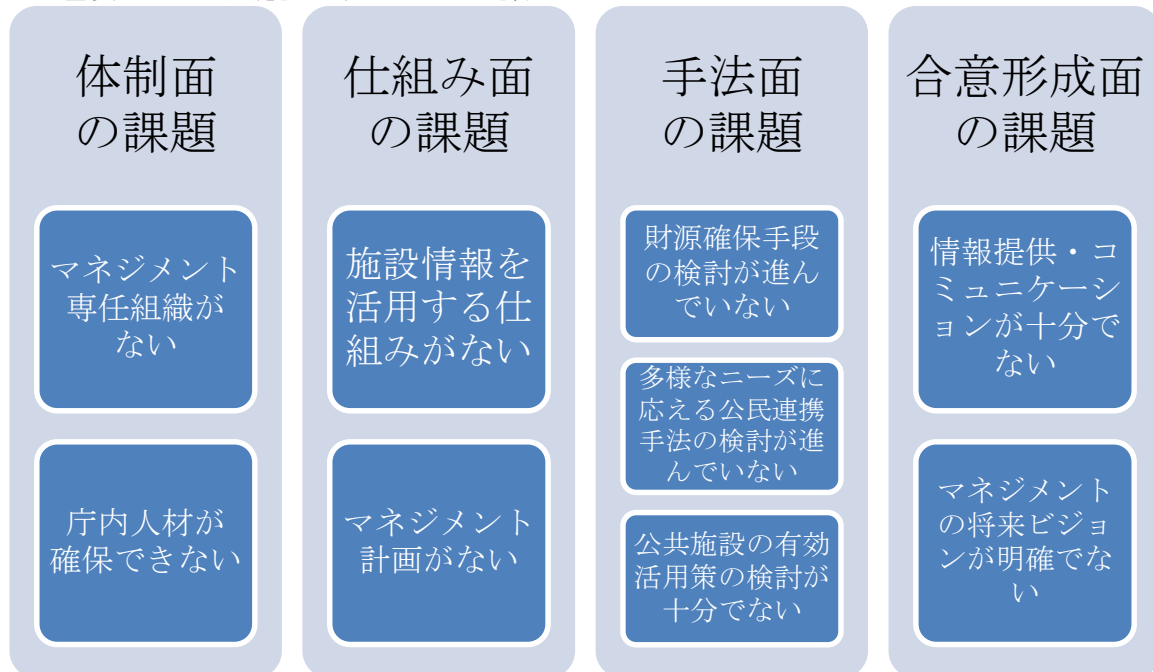 体制面
の課題
マネジメント
専任組織が
ない
庁内人材が
確保できない
仕組み面
の課題
施設情報を
活用する仕
組みがない
マネジメント
計画がない
手法面
の課題
財源確保手段
の検討が進ん
でいない
多様なニーズに
応える公民連携
手法の検討が進
んでいない
公共施設の有効
活用策の検討が
十分でない
合意形成面
の課題
情報提供・コ
ミュニケーシ
ョンが十分で
ない
マネジメント
の将来ビジョ
ンが明確でな
い